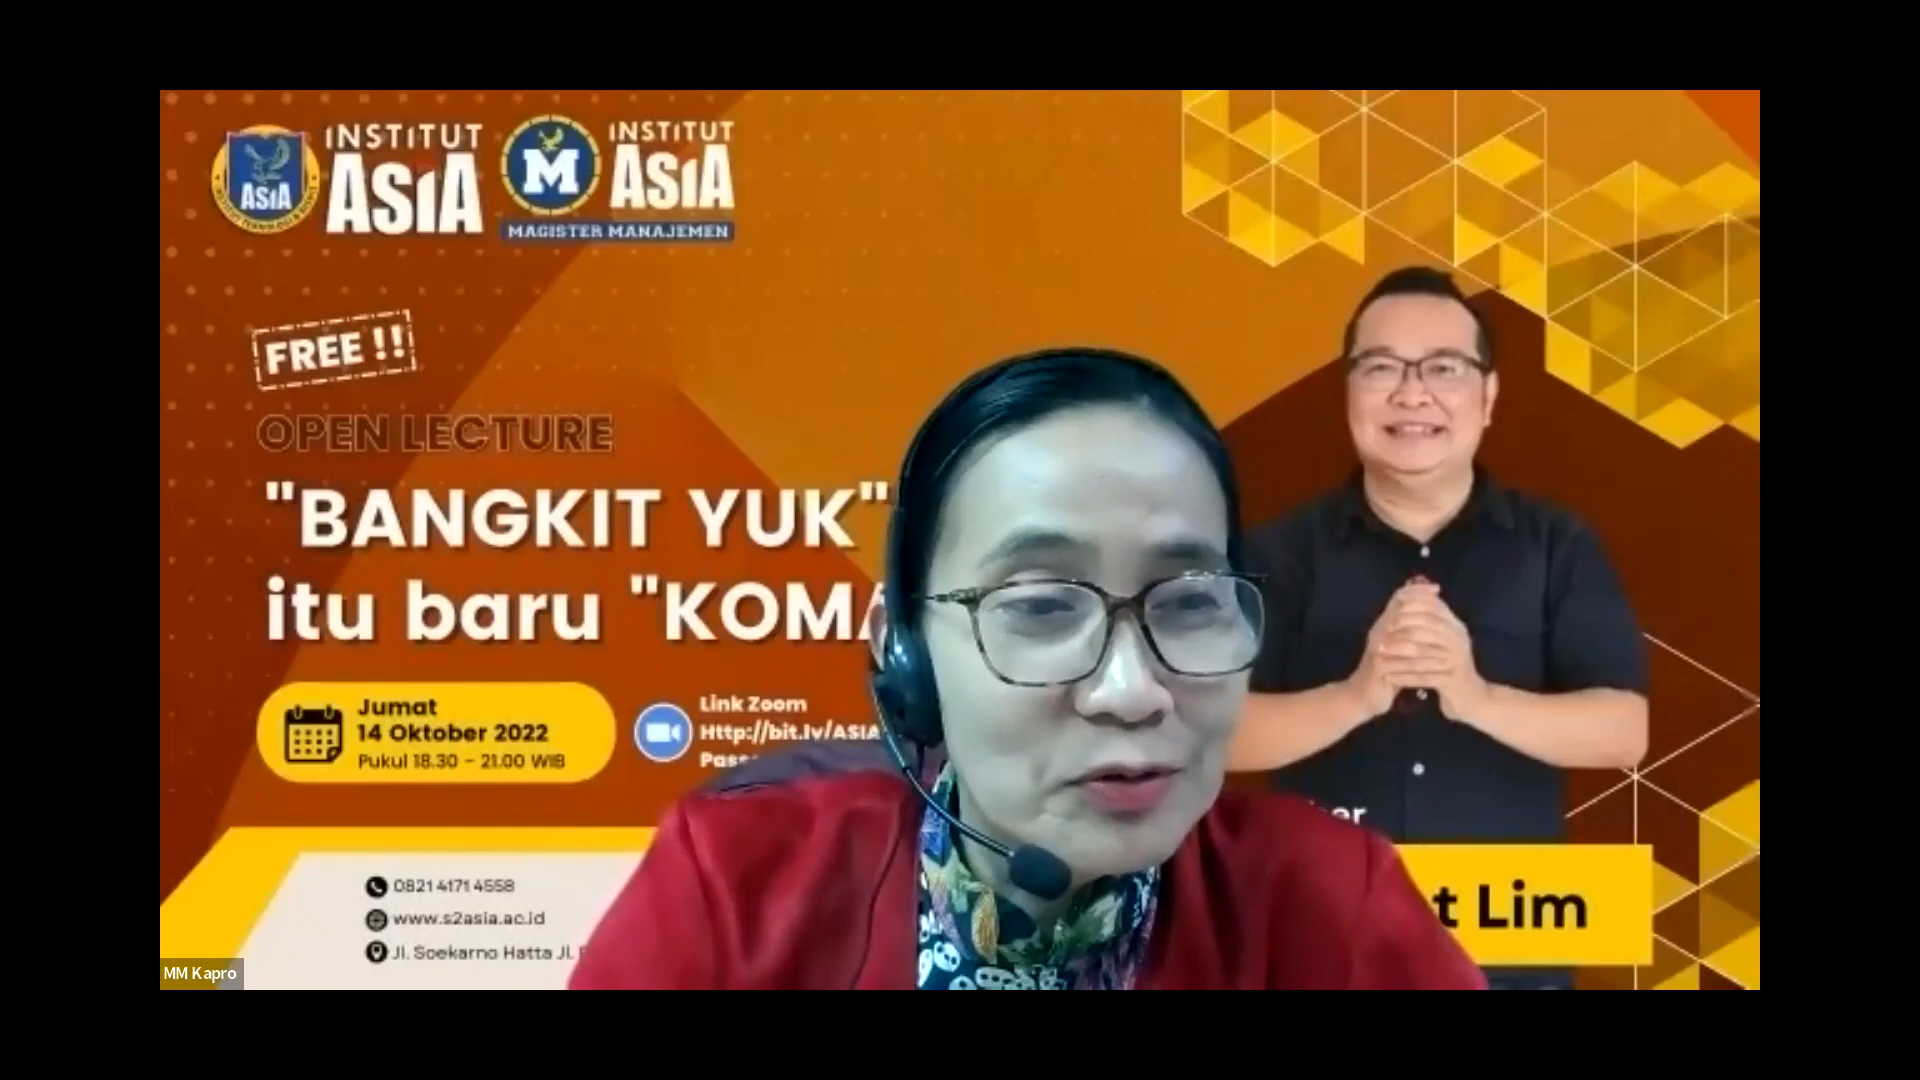 INSTITUT
ASiA
ASiA
INSTITUT
ASiA
M
MAGISTER MANAJEMEN
FREE !!
OPEN LECTURE
"BANGKIT YUK"
itu baru "KOMA
Jumat
14 Oktober 2022
Pukul 18.30 - 21.00 WIB
Link Zoom
Http://bit.ly/ASIA
0821 4171 4558
www.s2asia.ac.id
Jl. Soekarno Hatta Jl.
t Lim
MM Kapro